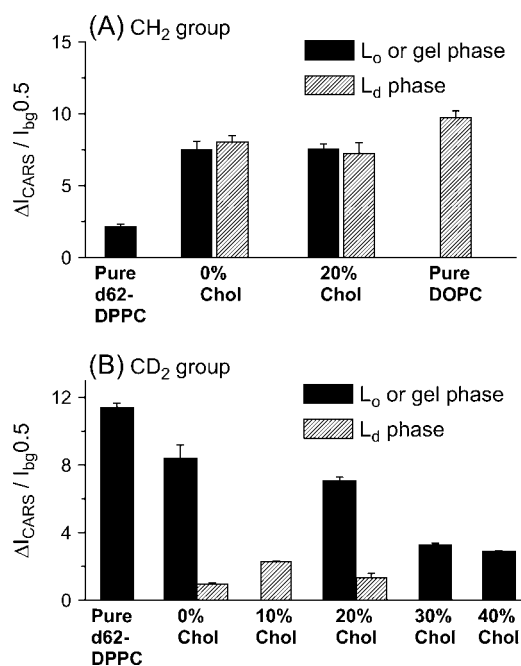 (A) CH2 group
Lo or gel phase
Ld phase
ΔICARS / Ibg0.5
15
10
5
0
Pure d62-DPPC
0% Chol
20% Chol
Pure DOPC
(B) CD2 group
Lo or gel phase
Ld phase
ΔICARS / Ibg0.5
12
8
4
0
Pure d62-DPPC
0% Chol
10% Chol
20% Chol
30% Chol
40% Chol